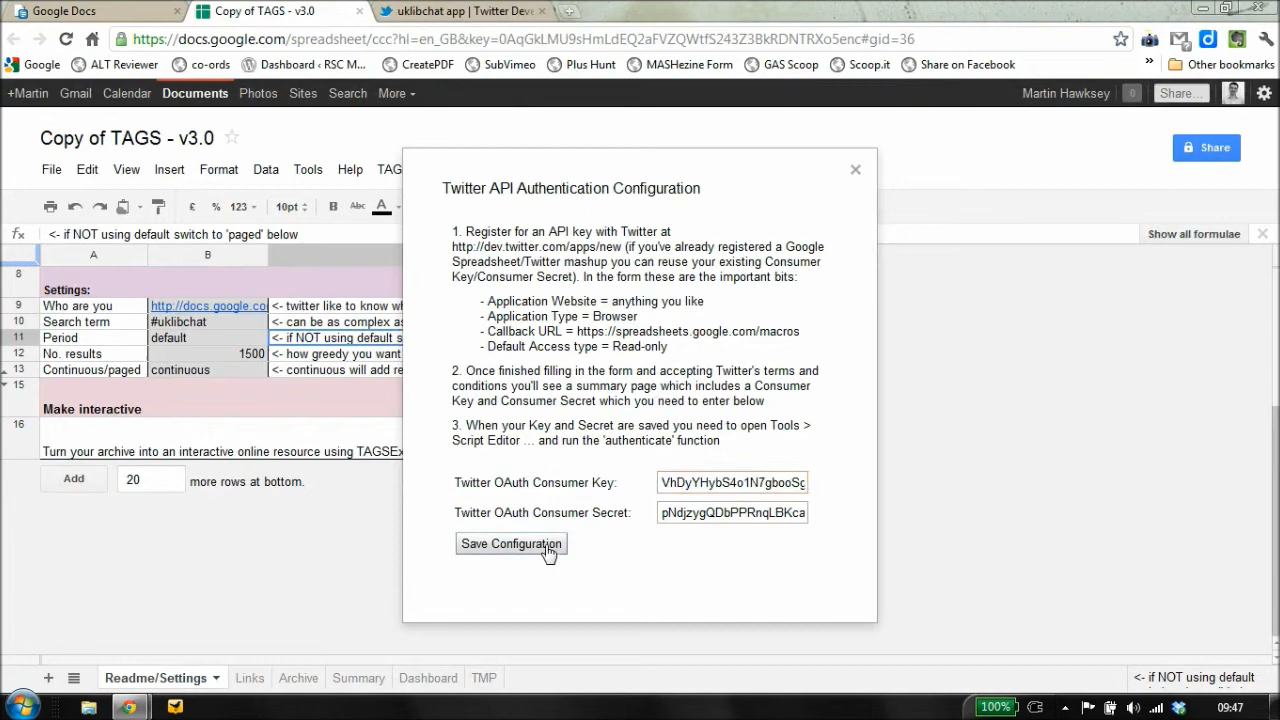 Google Docs
Copy of TAGS - v3.0
uklibchat app | Twitter Deve
https://docs.google.com/spreadsheet/ccc?hl=en_GB&key=0AqGkLMU9sHmLdEQ2aFVZQWtfS243Z3BkRDNTRXo5enc#gid=36
Google
ALT Reviewer
co-ords
Dashboard ‹ RSC M...
CreatePDF
SubVimeo
Plus Hunt
MASHezine Form
GAS Scoop
Scoop.it
Share on Facebook
»
Other bookmarks
+Martin Gmail Calendar Documents Photos Sites Search More
Martin Hawksey 0 Share...
Copy of TAGS - v3.0
Share
File Edit View Insert Format Data Tools Help TAG
£ % 123 10pt B Abc A
fx <- if NOT using default switch to 'paged' below
Show all formulae
A B
8 Settings:
9 Who are you http://docs.google.co <- twitter like to know wh
10 Search term #uklibchat <- can be as complex as
11 Period default <- if NOT using default s
12 No. results 1500 <- how greedy you want
13 Continuous/paged continuous <- continuous will add re
15 Make interactive
16 Turn your archive into an interactive online resource using TAGSEx
Add 20 more rows at bottom.
Twitter API Authentication Configuration
1. Register for an API key with Twitter at
http://dev.twitter.com/apps/new (if you've already registered a Google
Spreadsheet/Twitter mashup you can reuse your existing Consumer
Key/Consumer Secret). In the form these are the important bits:
- Application Website = anything you like
- Application Type = Browser
- Callback URL = https://spreadsheets.google.com/macros
- Default Access type = Read-only
2. Once finished filling in the form and accepting Twitter's terms and
conditions you'll see a summary page which includes a Consumer
Key and Consumer Secret which you need to enter below
3. When your Key and Secret are saved you need to open Tools >
Script Editor ... and run the 'authenticate' function
Twitter OAuth Consumer Key: VhDyYHybS4o1N7gbooSg
Twitter OAuth Consumer Secret: pNdjzygQDbPPRnqLBKca
Save Configuration
Readme/Settings Links Archive Summary Dashboard TMP
<- if NOT using default
100%
09:47